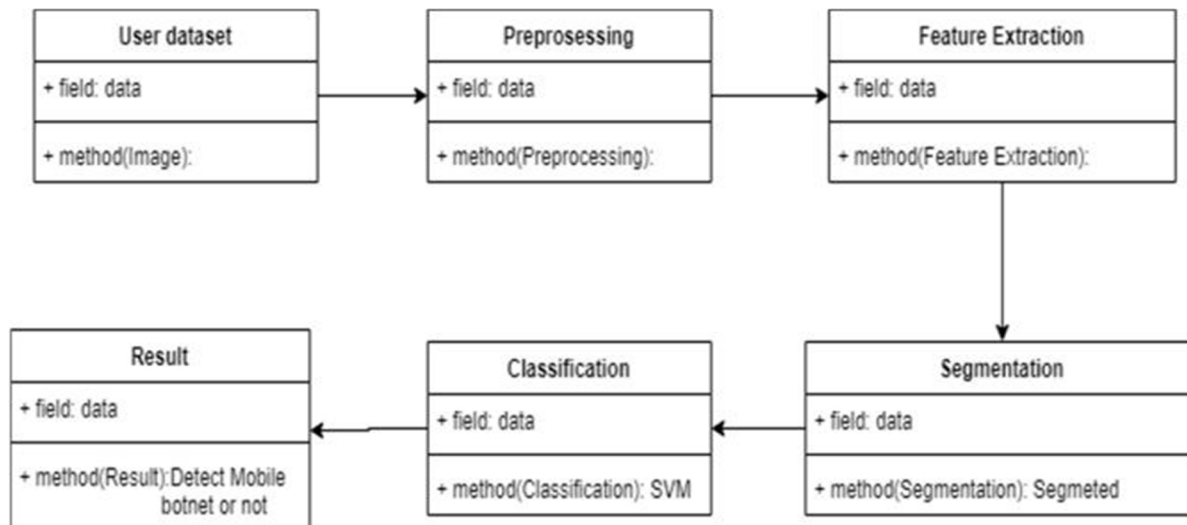 User dataset
+ field: data
+ method(Image):
Preprosessing
+ field: data
+ method(Preprocessing):
Feature Extraction
+ field: data
+ method(Feature Extraction):
Segmentation
+ field: data
+ method(Segmentation): Segmeted
Classification
+ field: data
+ method(Classification): SVM
Result
+ field: data
+ method(Result):Detect Mobile
botnet or not